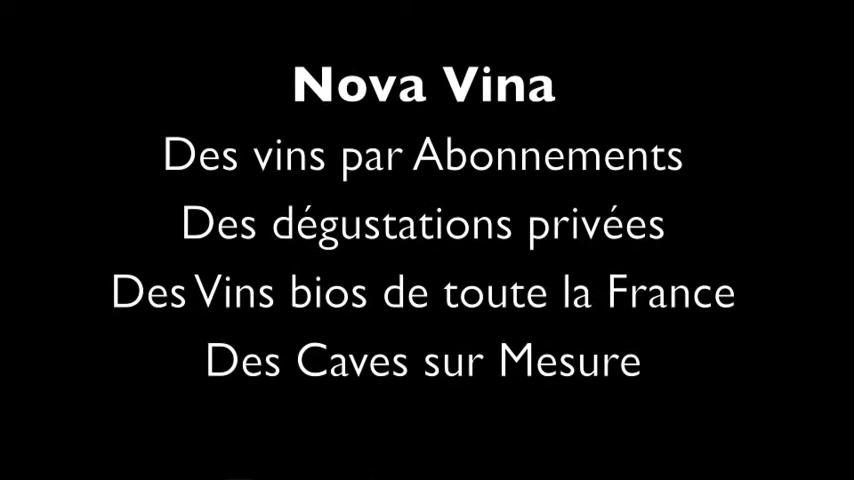 Nova Vina
Des vins par Abonnements
Des dégustations privées
Des Vins bios de toute la France
Des Caves sur Mesure